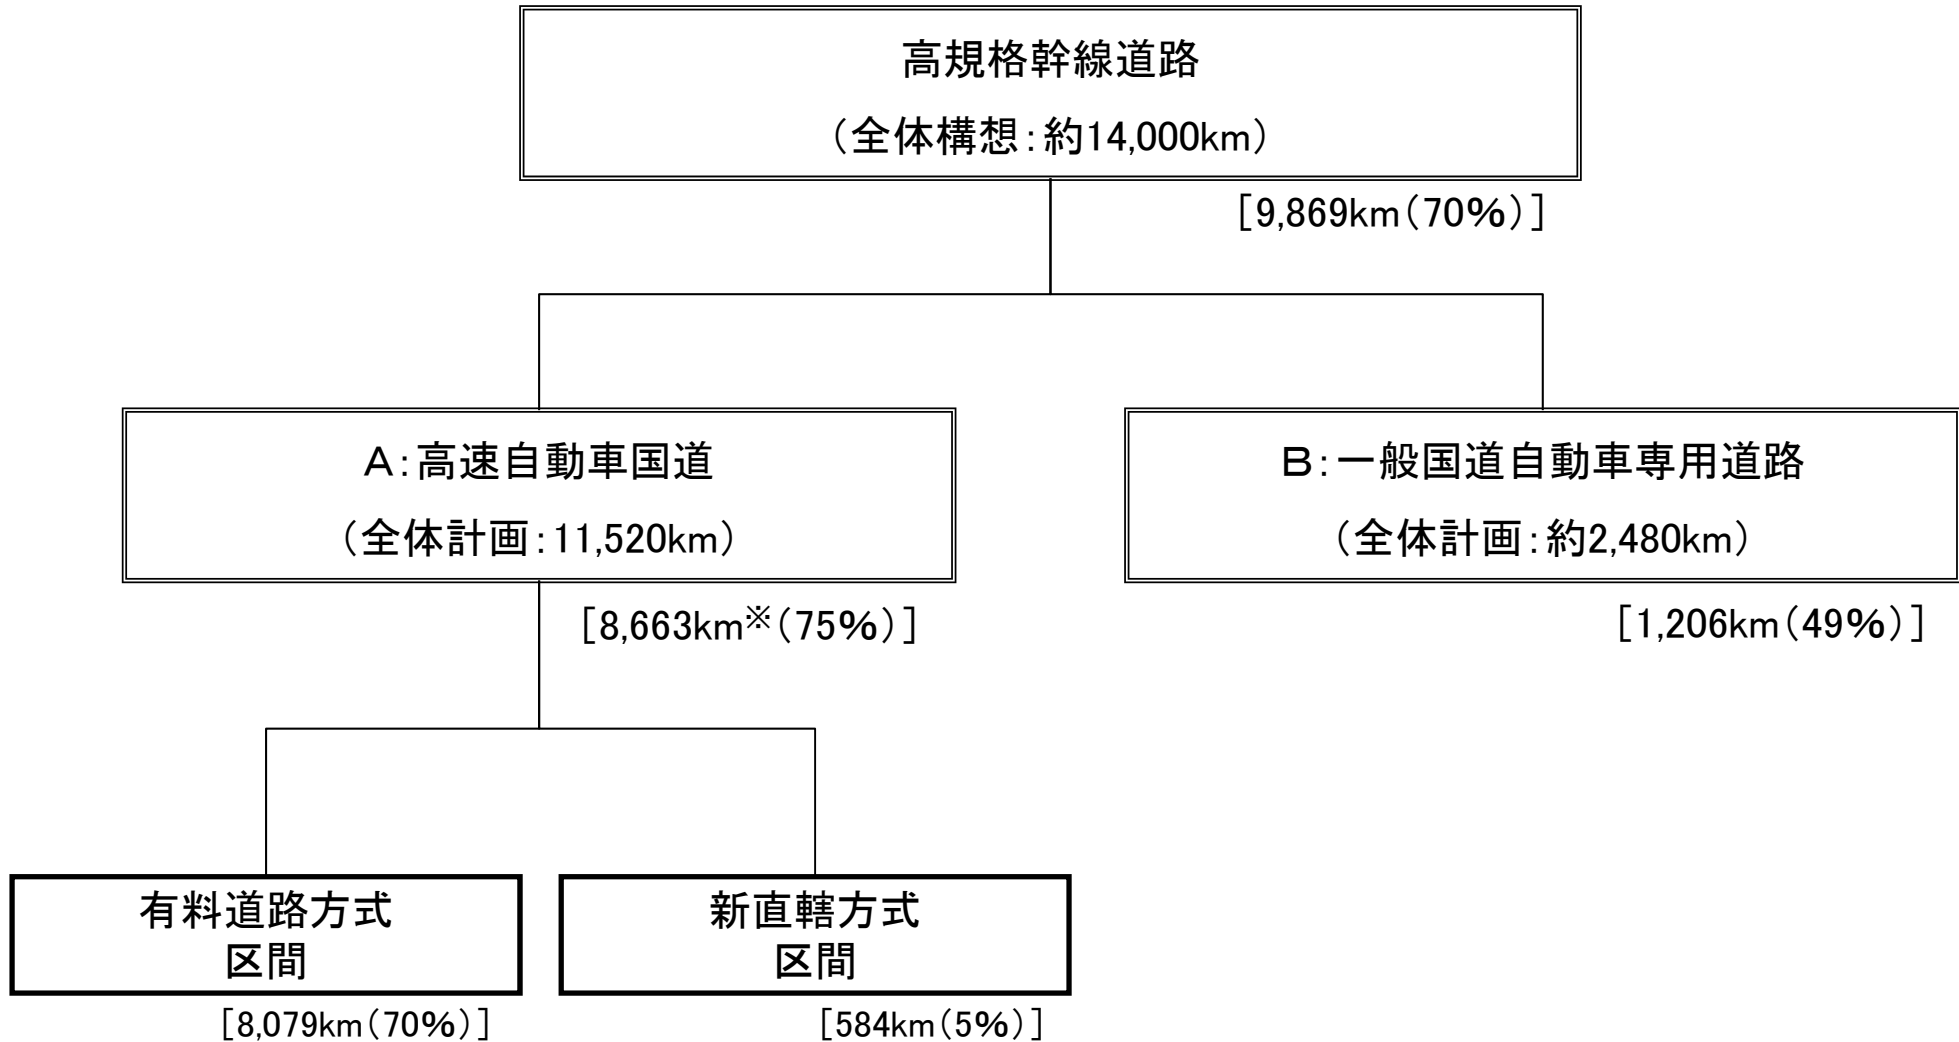 高規格幹線道路
（全体構想：約14,000km）
[9,869km（70％）]
A：高速自動車国道
（全体計画：11,520km）
[8,663km※（75％）]
B：一般国道自動車専用道路
（全体計画：約2,480km）
[1,206km（49％）]
有料道路方式
区間
[8,079km（70％）]
新直轄方式
区間
[584km（5％）]